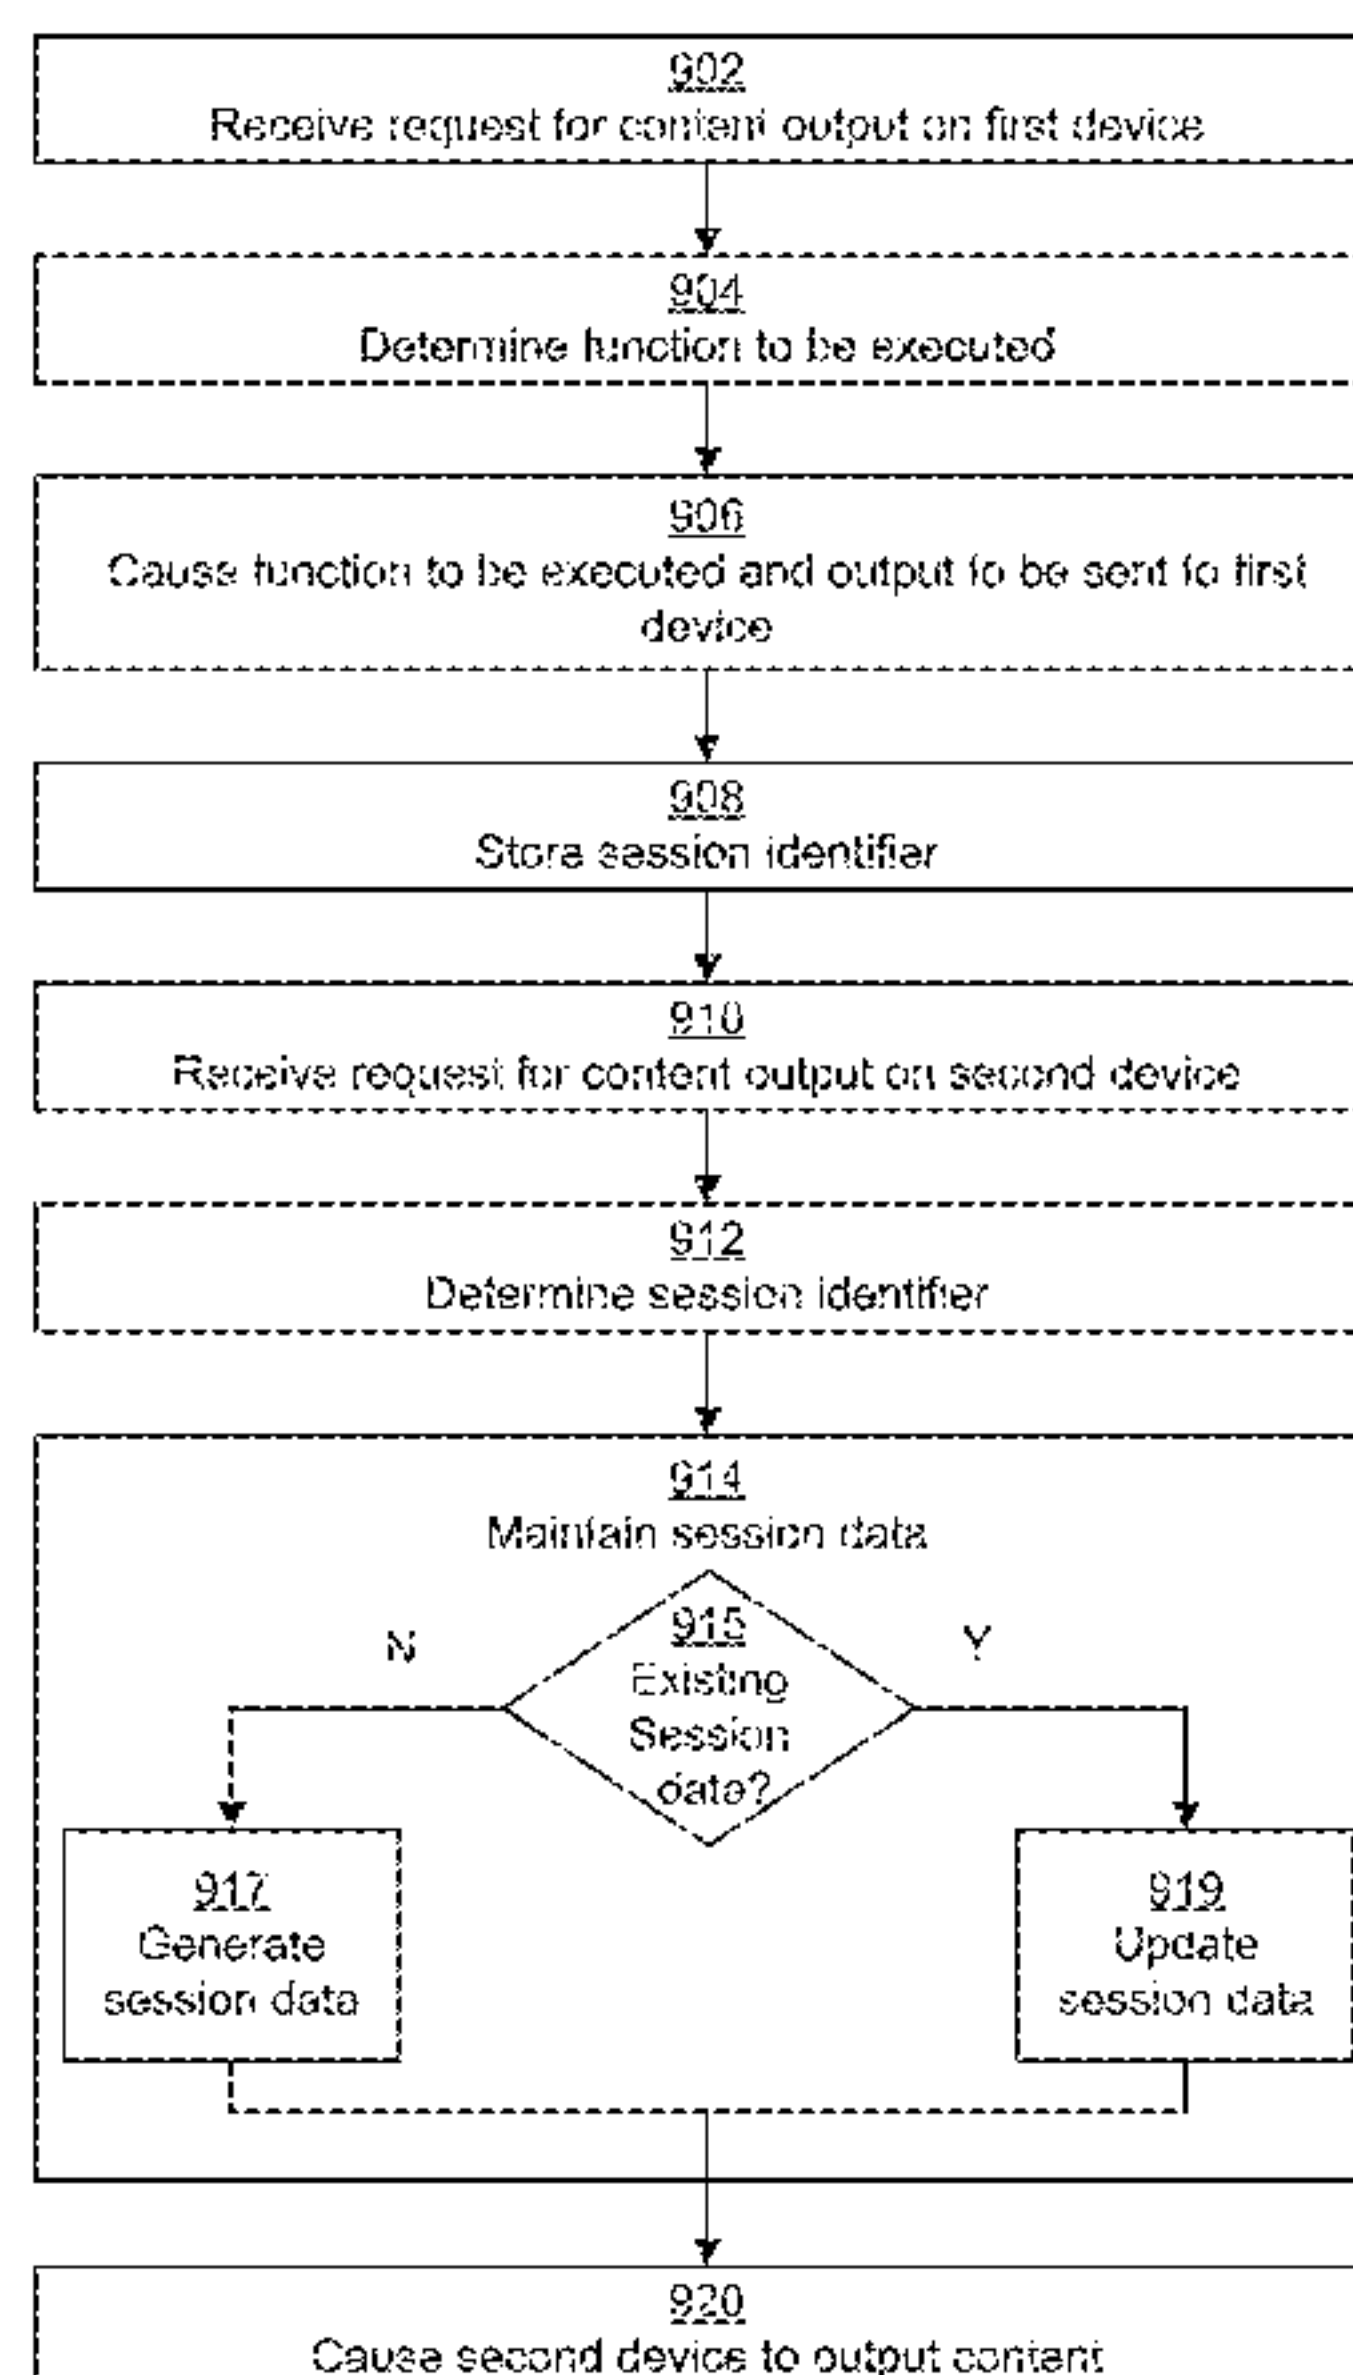 902
Receive request for content output on first device
904
Determine function to be executed
906
Cause function to be executed and output to be sent to first
device
908
Store session identifier
910
Receive request for content output on second device
912
Determine session identifier
914
Maintain session data
N
915
Y
Existing
Session
data?
917
Generate
session data
919
Update
session data
920
Cause second device to output content